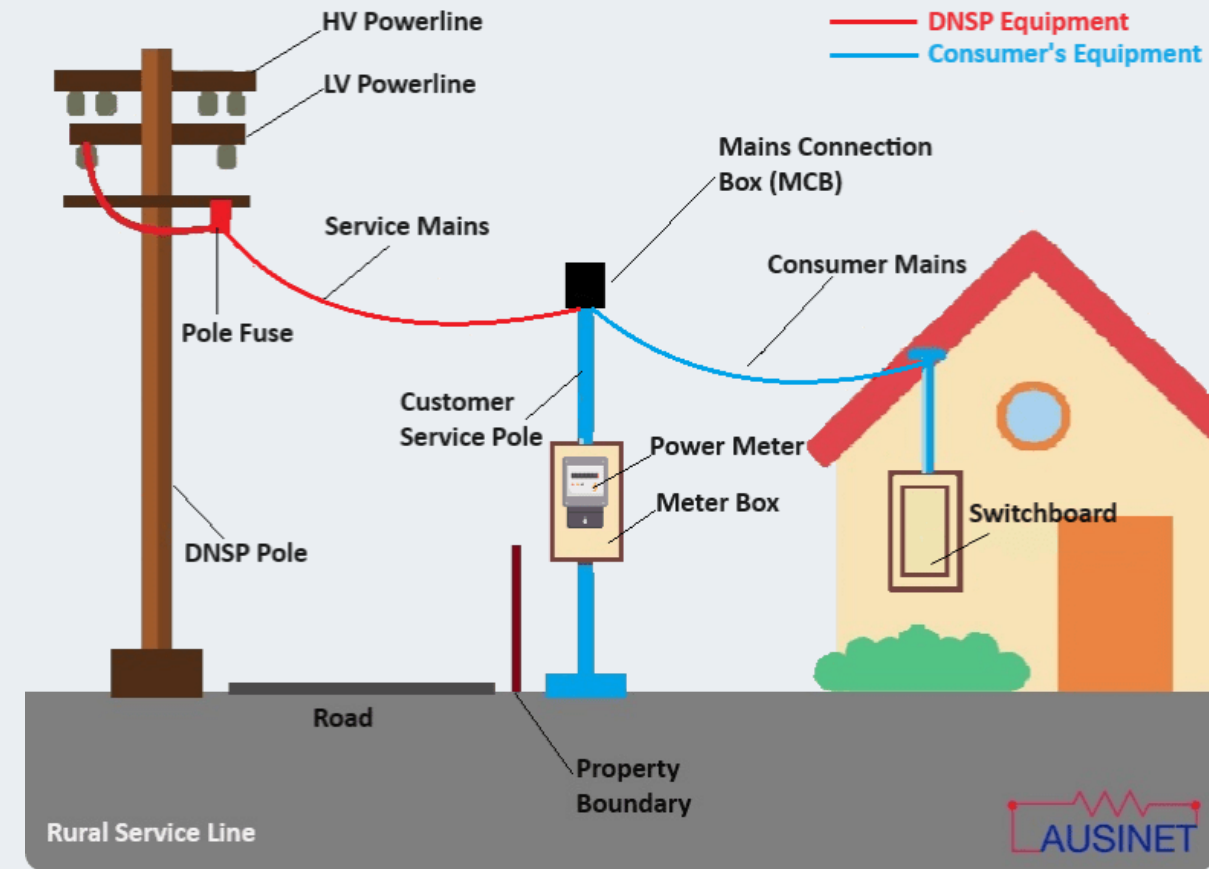 HV Powerline
DNSP Equipment
Consumer's Equipment
LV Powerline
Mains Connection
Box (MCB)
Service Mains
Consumer Mains
Pole Fuse
Customer
Service Pole
Power Meter
Meter Box
Switchboard
DNSP Pole
Road
Property
Boundary
Rural Service Line
AUSINET